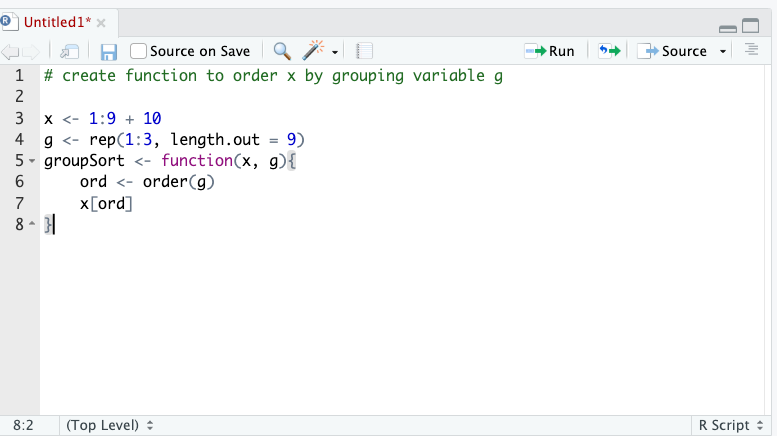 Untitled1*
Source on Save
Run
Source
1 # create function to order x by grouping variable g
2
3 x <- 1:9 + 10
4 g <- rep(1:3, length.out = 9)
5 groupSort <- function(x, g){
6     ord <- order(g)
7     x[ord]
8 }
8:2
(Top Level)
R Script